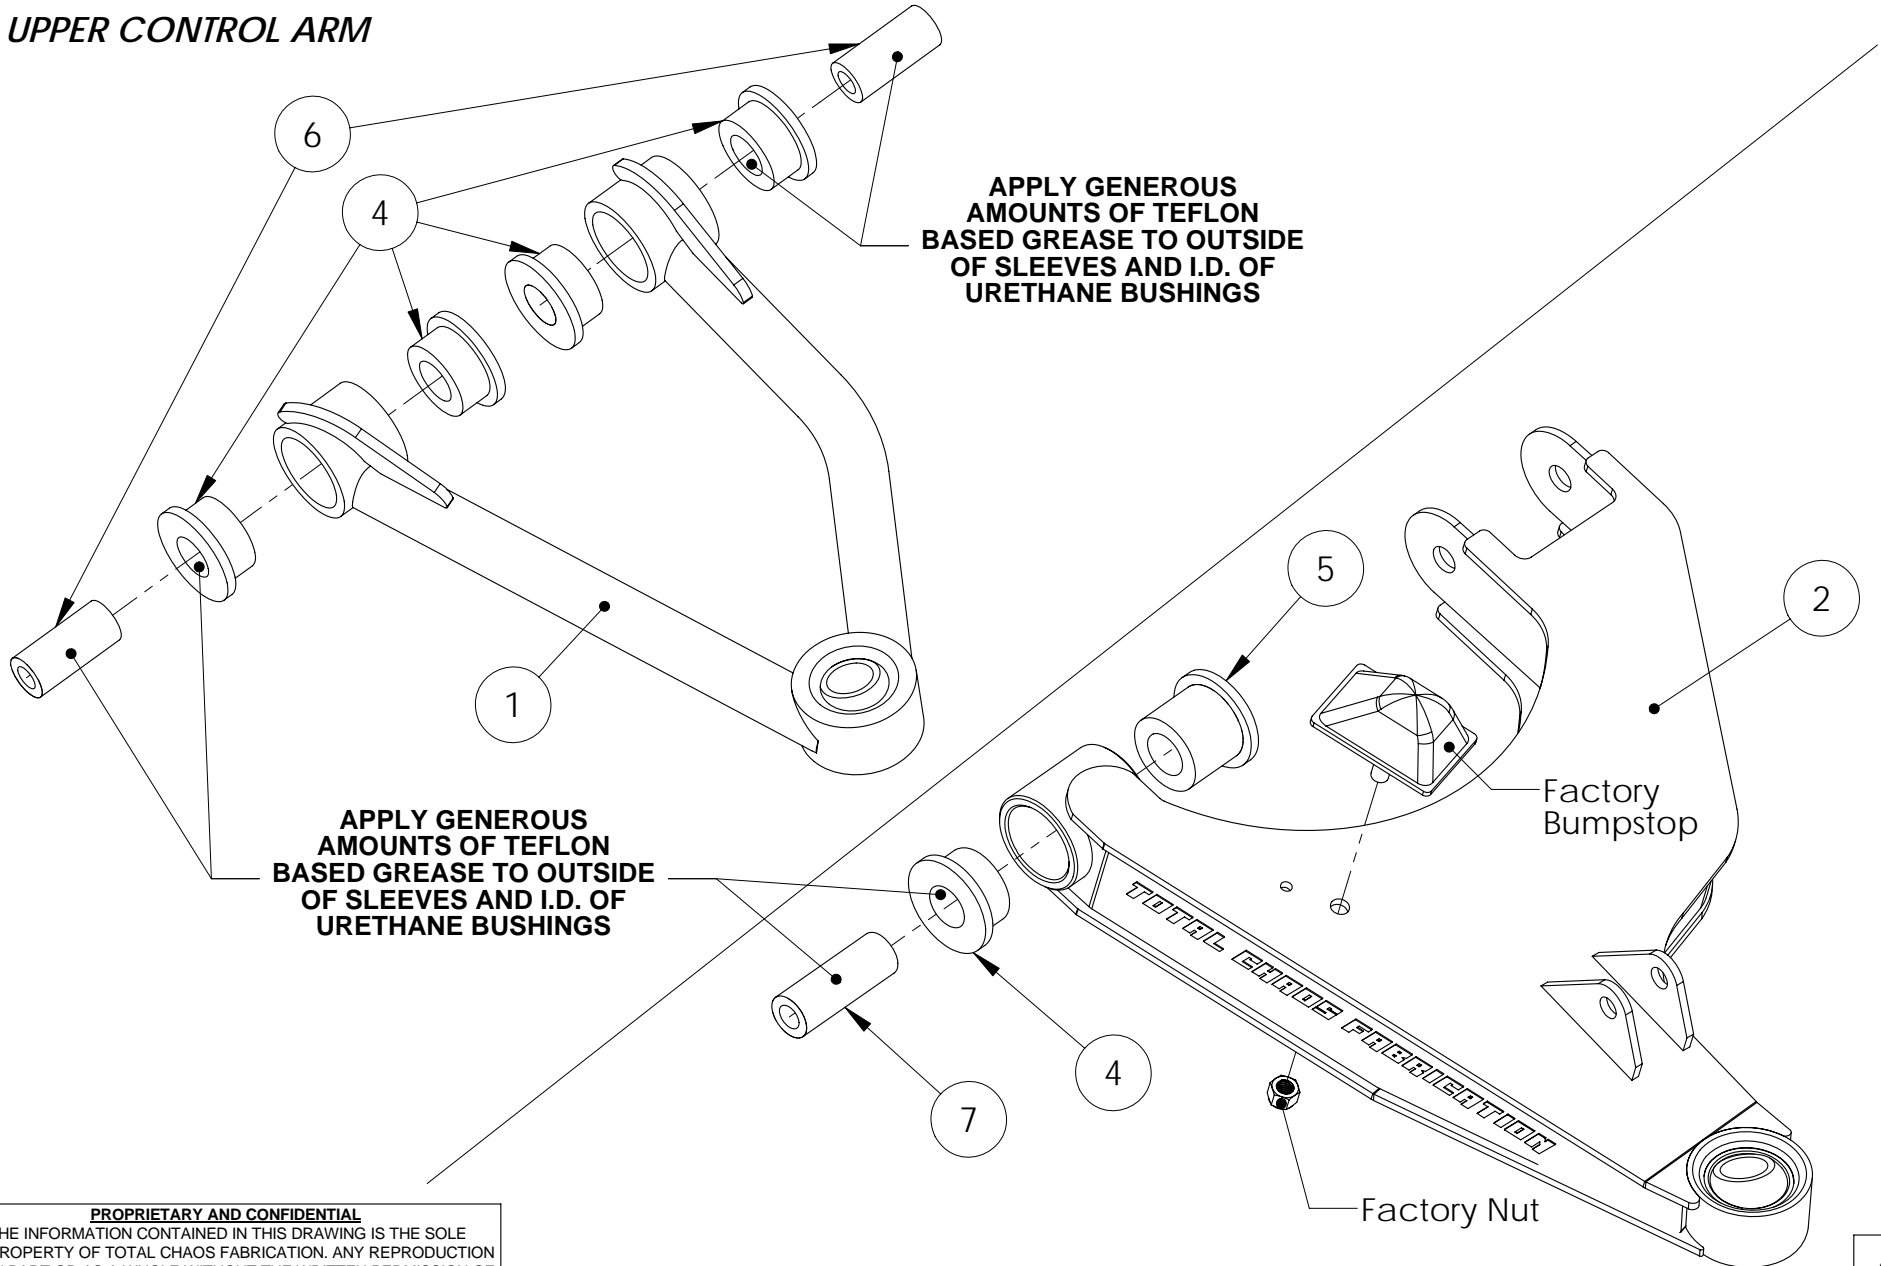 UPPER CONTROL ARM
6
4
APPLY GENEROUS
AMOUNTS OF TEFLON
BASED GREASE TO OUTSIDE
OF SLEEVES AND I.D. OF
URETHANE BUSHINGS
5
2
1
Factory
Bumpstop
APPLY GENEROUS
AMOUNTS OF TEFLON
BASED GREASE TO OUTSIDE
OF SLEEVES AND I.D. OF
URETHANE BUSHINGS
TOTAL CHAOS FABRICATION
4
7
Factory Nut
PROPRIETARY AND CONFIDENTIAL
HE INFORMATION CONTAINED IN THIS DRAWING IS THE SOLE
ROPERTY OF TOTAL CHAOS FABRICATION. ANY REPRODUCTION